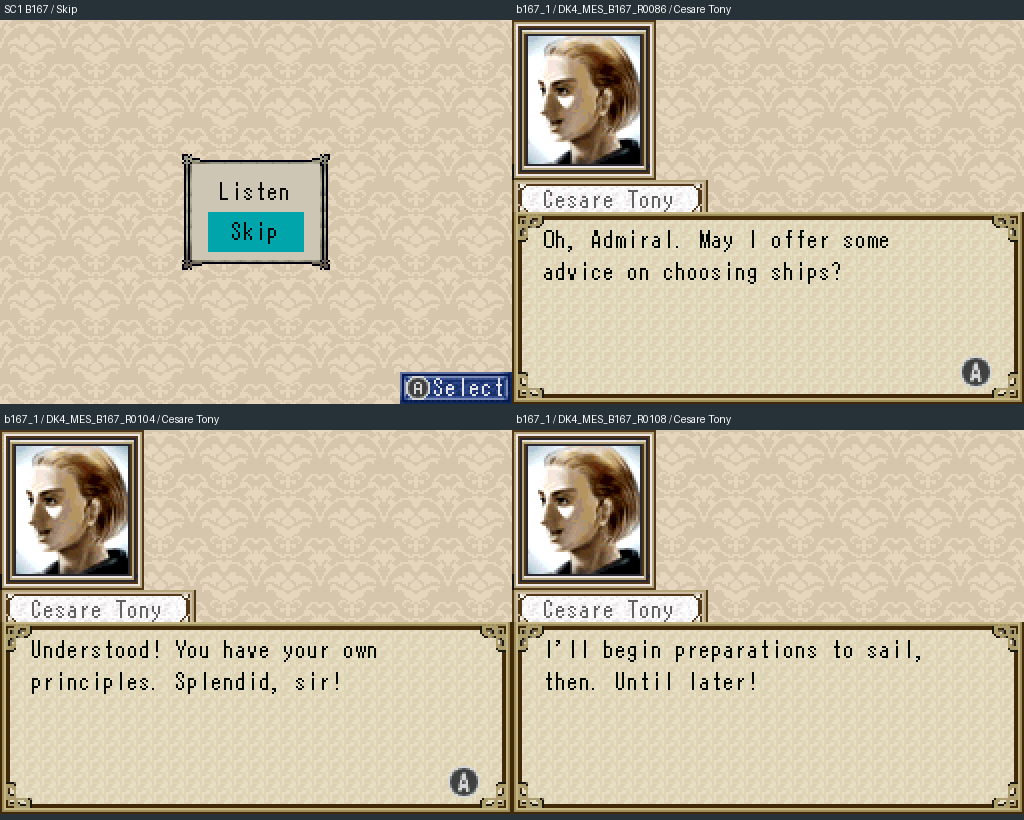 SC1 B167 / Skip
Listen
Skip
A Select
b167_1 / DK4_MES_B167_R0086 / Cesare Tony
Cesare Tony
Oh, Admiral. May I offer some
advice on choosing ships?
A
b167_1 / DK4_MES_B167_R0104 / Cesare Tony
Cesare Tony
Understood! You have your own
principles. Splendid, sir!
A
b167_1 / DK4_MES_B167_R0108 / Cesare Tony
Cesare Tony
I'll begin preparations to sail,
then. Until later!